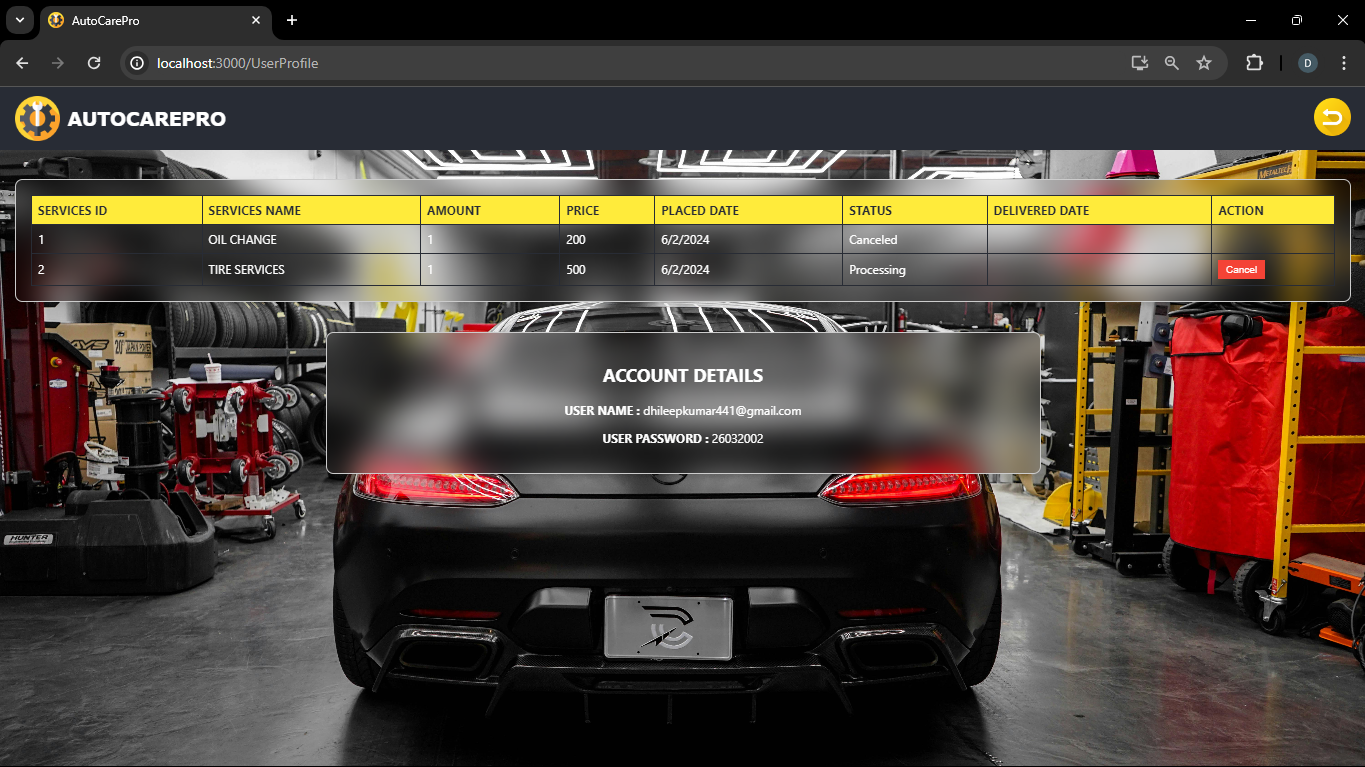 AutoCarePro
localhost:3000/UserProfile
D
AUTOCAREPRO
METALTECH
SERVICES ID SERVICES NAME AMOUNT PRICE PLACED DATE STATUS DELIVERED DATE ACTION
1 OIL CHANGE 1 200 6/2/2024 Canceled
2 TIRE SERVICES 1 500 6/2/2024 Processing Cancel
ACCOUNT DETAILS
USER NAME : dhileepkumar441@gmail.com
USER PASSWORD : 26032002
HUNTER